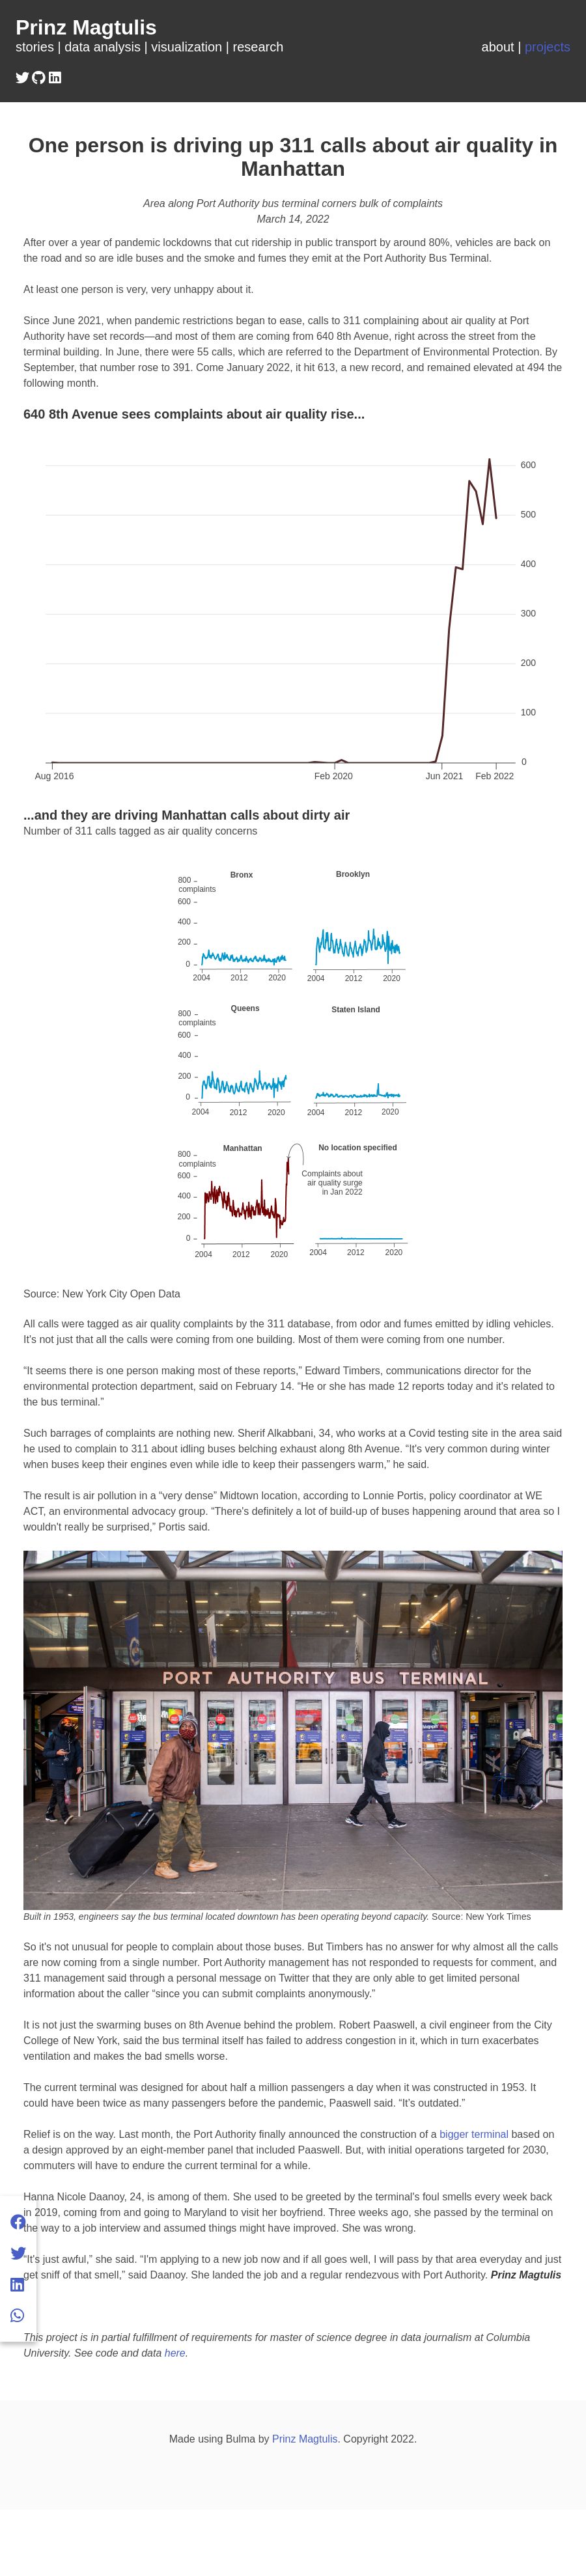 Prinz Magtulis
stories | data analysis | visualization | research
about | projects
One person is driving up 311 calls about air quality in
Manhattan
Area along Port Authority bus terminal corners bulk of complaints
March 14, 2022
After over a year of pandemic lockdowns that cut ridership in public transport by around 80%, vehicles are back on
the road and so are idle buses and the smoke and fumes they emit at the Port Authority Bus Terminal.
At least one person is very, very unhappy about it.
Since June 2021, when pandemic restrictions began to ease, calls to 311 complaining about air quality at Port
Authority have set records—and most of them are coming from 640 8th Avenue, right across the street from the
terminal building. In June, there were 55 calls, which are referred to the Department of Environmental Protection. By
September, that number rose to 391. Come January 2022, it hit 613, a new record, and remained elevated at 494 the
following month.
640 8th Avenue sees complaints about air quality rise...
600
500
400
300
200
100
0
Aug 2016
Feb 2020
Jun 2021
Feb 2022
...and they are driving Manhattan calls about dirty air
Number of 311 calls tagged as air quality concerns
Bronx
800
complaints
600
400
200
0
2004
2012
2020
Brooklyn
2004
2012
2020
Queens
800
complaints
600
400
200
0
2004
2012
2020
Staten Island
2004
2012
2020
Manhattan
800
complaints
600
400
200
0
2004
2012
2020
No location specified
Complaints about
air quality surge
in Jan 2022
2004
2012
2020
Source: New York City Open Data
All calls were tagged as air quality complaints by the 311 database, from odor and fumes emitted by idling vehicles.
It's not just that all the calls were coming from one building. Most of them were coming from one number.
“It seems there is one person making most of these reports,” Edward Timbers, communications director for the
environmental protection department, said on February 14. “He or she has made 12 reports today and it's related to
the bus terminal.”
Such barrages of complaints are nothing new. Sherif Alkabbani, 34, who works at a Covid testing site in the area said
he used to complain to 311 about idling buses belching exhaust along 8th Avenue. “It's very common during winter
when buses keep their engines even while idle to keep their passengers warm,” he said.
The result is air pollution in a “very dense” Midtown location, according to Lonnie Portis, policy coordinator at WE
ACT, an environmental advocacy group. “There's definitely a lot of build-up of buses happening around that area so I
wouldn't really be surprised,” Portis said.
PORT AUTHORITY BUS TERMINAL
Built in 1953, engineers say the bus terminal located downtown has been operating beyond capacity. Source: New York Times
So it's not unusual for people to complain about those buses. But Timbers has no answer for why almost all the calls
are now coming from a single number. Port Authority management has not responded to requests for comment, and
311 management said through a personal message on Twitter that they are only able to get limited personal
information about the caller “since you can submit complaints anonymously.”
It is not just the swarming buses on 8th Avenue behind the problem. Robert Paaswell, a civil engineer from the City
College of New York, said the bus terminal itself has failed to address congestion in it, which in turn exacerbates
ventilation and makes the bad smells worse.
The current terminal was designed for about half a million passengers a day when it was constructed in 1953. It
could have been twice as many passengers before the pandemic, Paaswell said. “It's outdated.”
Relief is on the way. Last month, the Port Authority finally announced the construction of a bigger terminal based on
a design approved by an eight-member panel that included Paaswell. But, with initial operations targeted for 2030,
commuters will have to endure the current terminal for a while.
Hanna Nicole Daanoy, 24, is among of them. She used to be greeted by the terminal's foul smells every week back
in 2019, coming from and going to Maryland to visit her boyfriend. Three weeks ago, she passed by the terminal on
the way to a job interview and assumed things might have improved. She was wrong.
“It's just awful,” she said. “I'm applying to a new job now and if all goes well, I will pass by that area everyday and just
get sniff of that smell,” said Daanoy. She landed the job and a regular rendezvous with Port Authority. Prinz Magtulis
This project is in partial fulfillment of requirements for master of science degree in data journalism at Columbia
University. See code and data here.
Made using Bulma by Prinz Magtulis. Copyright 2022.